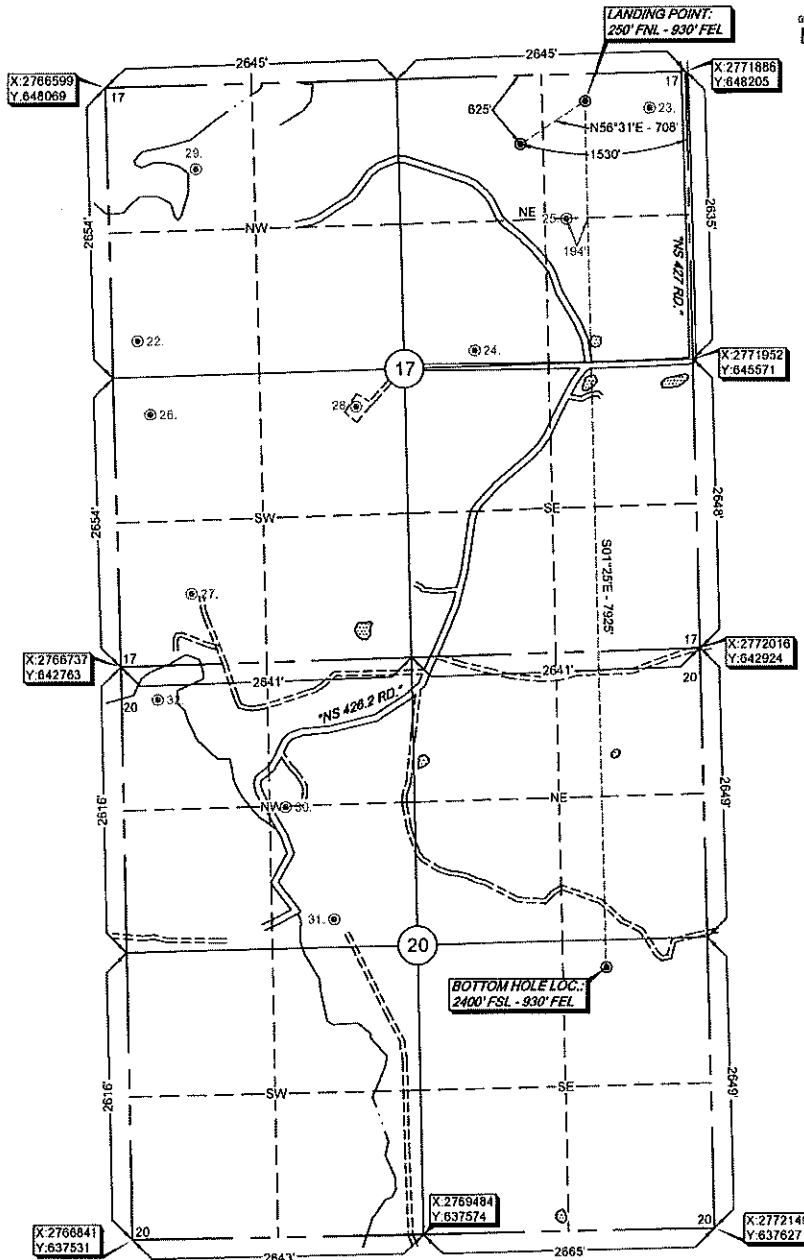 LANDING POINT:
250' FNL - 930' FEL
2645'
2645'
X:2766599
Y:648069
X:2771886
Y:648205
17
17
625'
23.
N56°31'E - 708'
1530'
29.
NW
NE
25.
194'
2654'
2635'
"NS 427 RD."
22.
24.
17
X:2771952
Y:645571
26.
28.
2654'
SW
SE
2648'
S01°25'E - 7925'
27.
X:2766737
Y:642763
17
17
X:2772016
Y:642924
2641'
2641'
20
20
32.
"NS 426.2 RD."
2616'
NW
30.
NE
2649'
31.
20
BOTTOM HOLE LOC.:
2400' FSL - 930' FEL
2616'
SW
SE
2649'
X:2769484
Y:637574
X:2766841
Y:637531
20
20
Y:637627
2643'
2665'